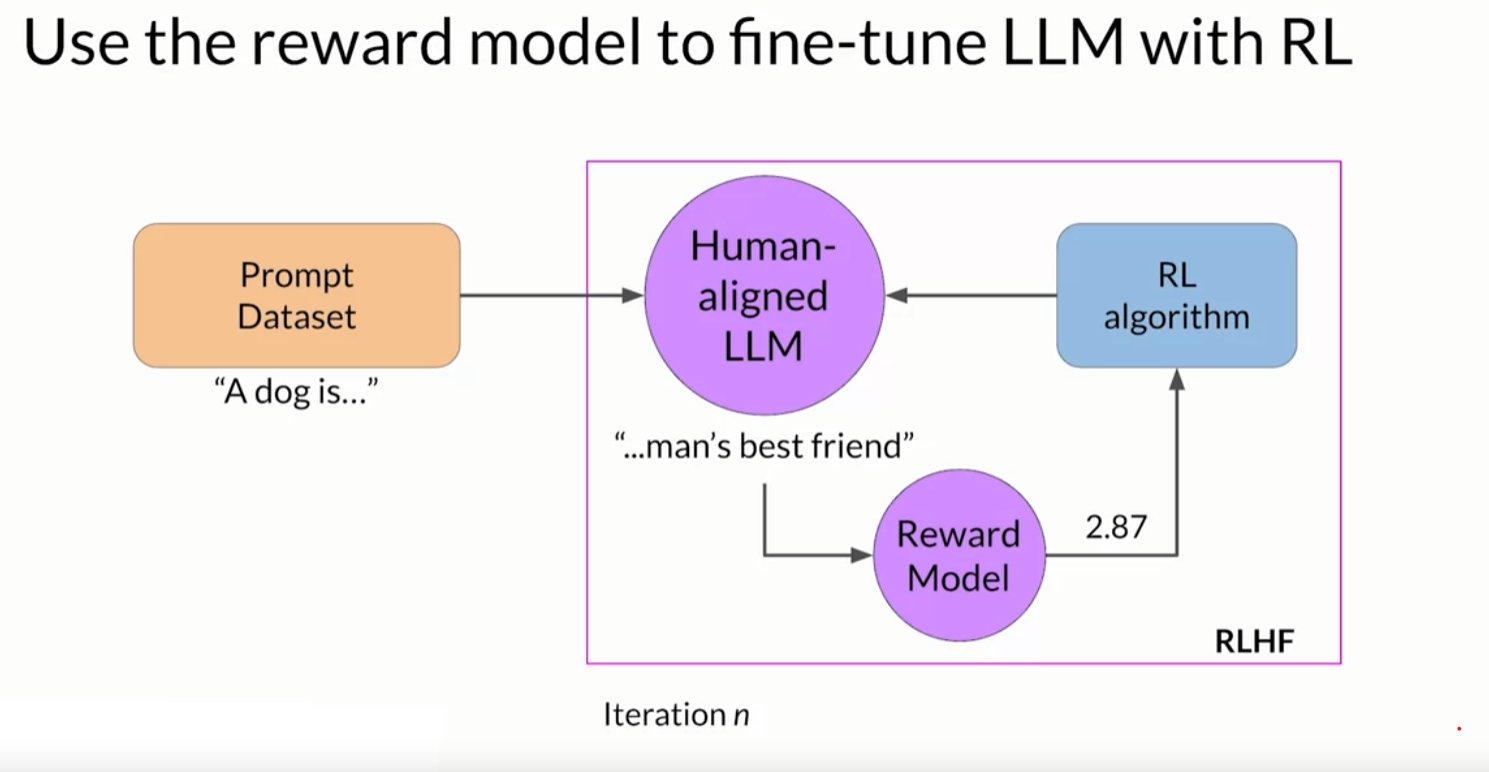 Use the reward model to fine-tune LLM with RL
Prompt
Dataset
“A dog is...”
Human-
aligned
LLM
RL
algorithm
“...man’s best friend”
Reward
Model
2.87
RLHF
Iteration n